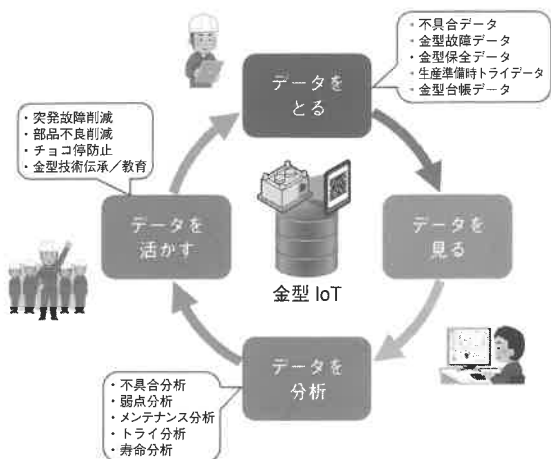 データを
とる
・不具合データ
・金型故障データ
・金型保全データ
・生産準備時トライデータ
・金型台帳データ
・突発故障削減
・部品不良削減
・チョコ停防止
・金型技術伝承／教育
データを
活かす
データを
見る
金型 IoT
データを
分析
・不具合分析
・弱点分析
・メンテナンス分析
・トライ分析
・寿命分析